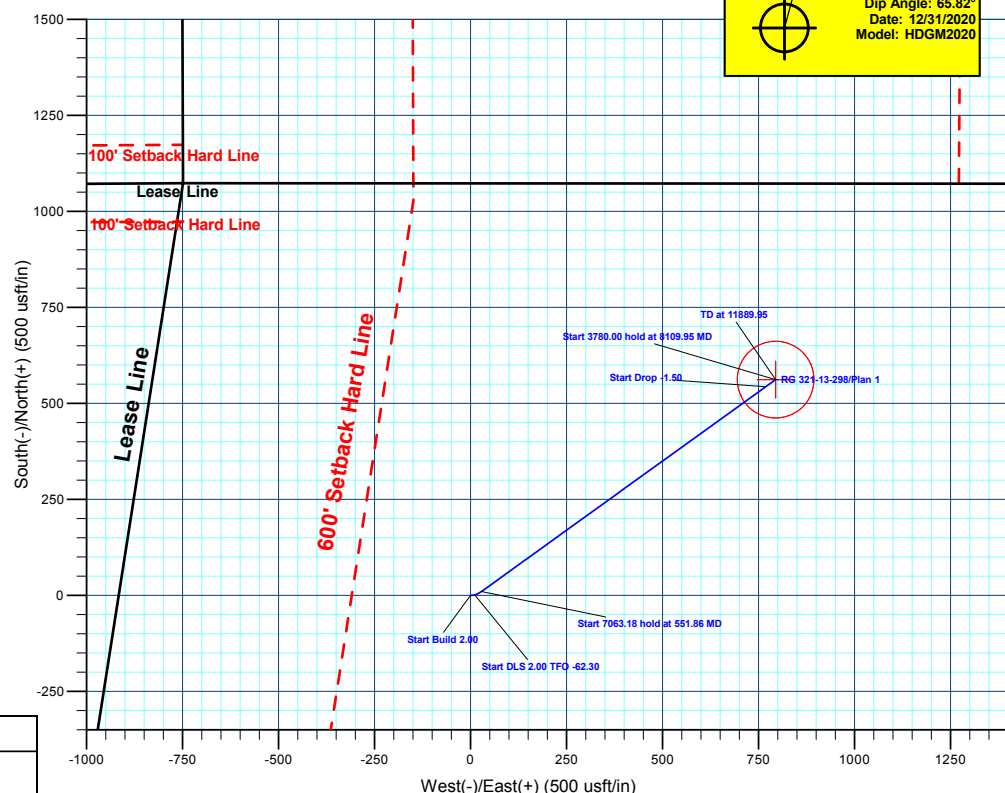 Dip Angle: 65.82°
Date: 12/31/2020
Model: HDGM2020
1500
1250
1000
750
500
250
0
-250
South(-)/North(+) (500 usft/in)
100' Setback Hard Line
Lease Line
100' Setback Hard Line
Lease Line
600' Setback Hard Line
TD at 11889.95
Start 3780.00 hold at 8109.95 MD
Start Drop -1.50
RG 321-13-298/Plan 1
Start 7063.18 hold at 551.86 MD
Start Build 2.00
Start DLS 2.00 TFO -62.30
-1000
-750
-500
-250
0
250
500
750
1000
1250
West(-)/East(+) (500 usft/in)